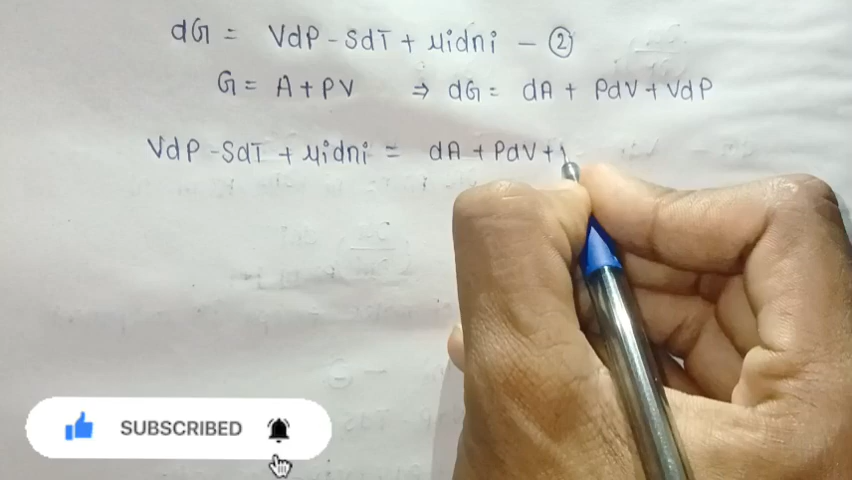 dG = VdP - SdT + μidni - ②
G = A + PV ⇒ dG = dA + PdV + VdP
VdP - SdT + μidni = dA + PdV +
SUBSCRIBED